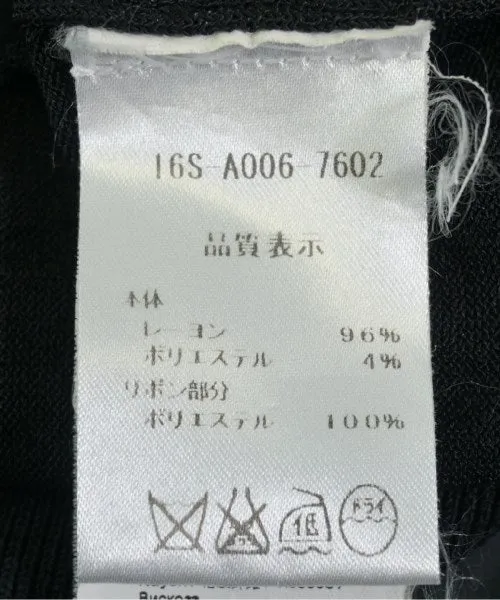 16S-A006-7602
品質表示
本体
レーヨン 96%
ポリエステル 4%
リボン部分
ポリエステル 100%
低 ドライ
Вискоза